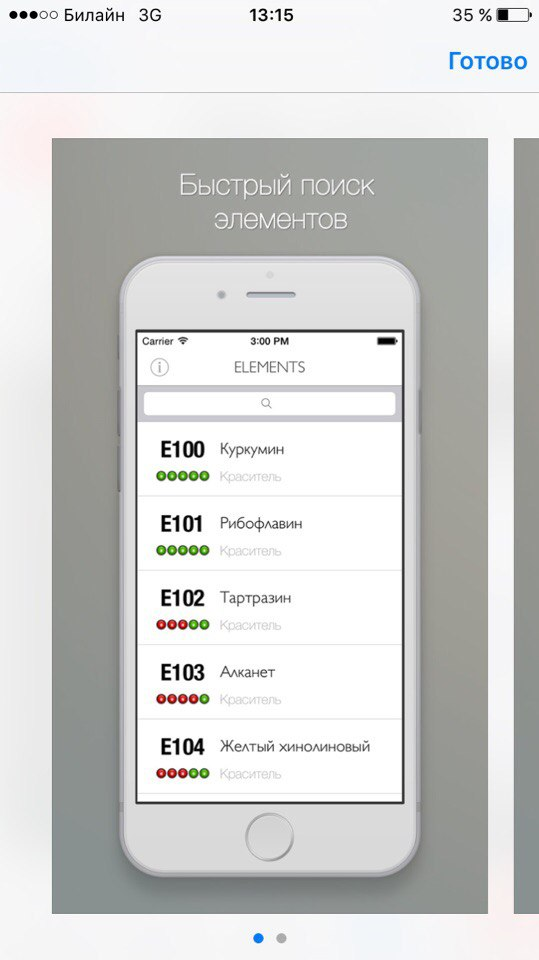 Билайн 3G 13:15 35 %
Готово
Быстрый поиск
элементов
Carrier 3:00 PM
ELEMENTS
E100 Куркумин
Краситель
E101 Рибофлавин
Краситель
E102 Тартразин
Краситель
E103 Алканет
Краситель
E104 Желтый хинолиновый
Краситель